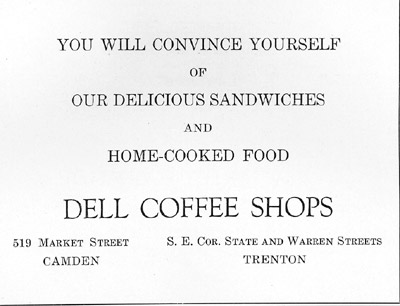 YOU WILL CONVINCE YOURSELF
OF
OUR DELICIOUS SANDWICHES
AND
HOME-COOKED FOOD
DELL COFFEE SHOPS
519 MARKET STREET
CAMDEN
S. E. COR. STATE AND WARREN STREETS
TRENTON